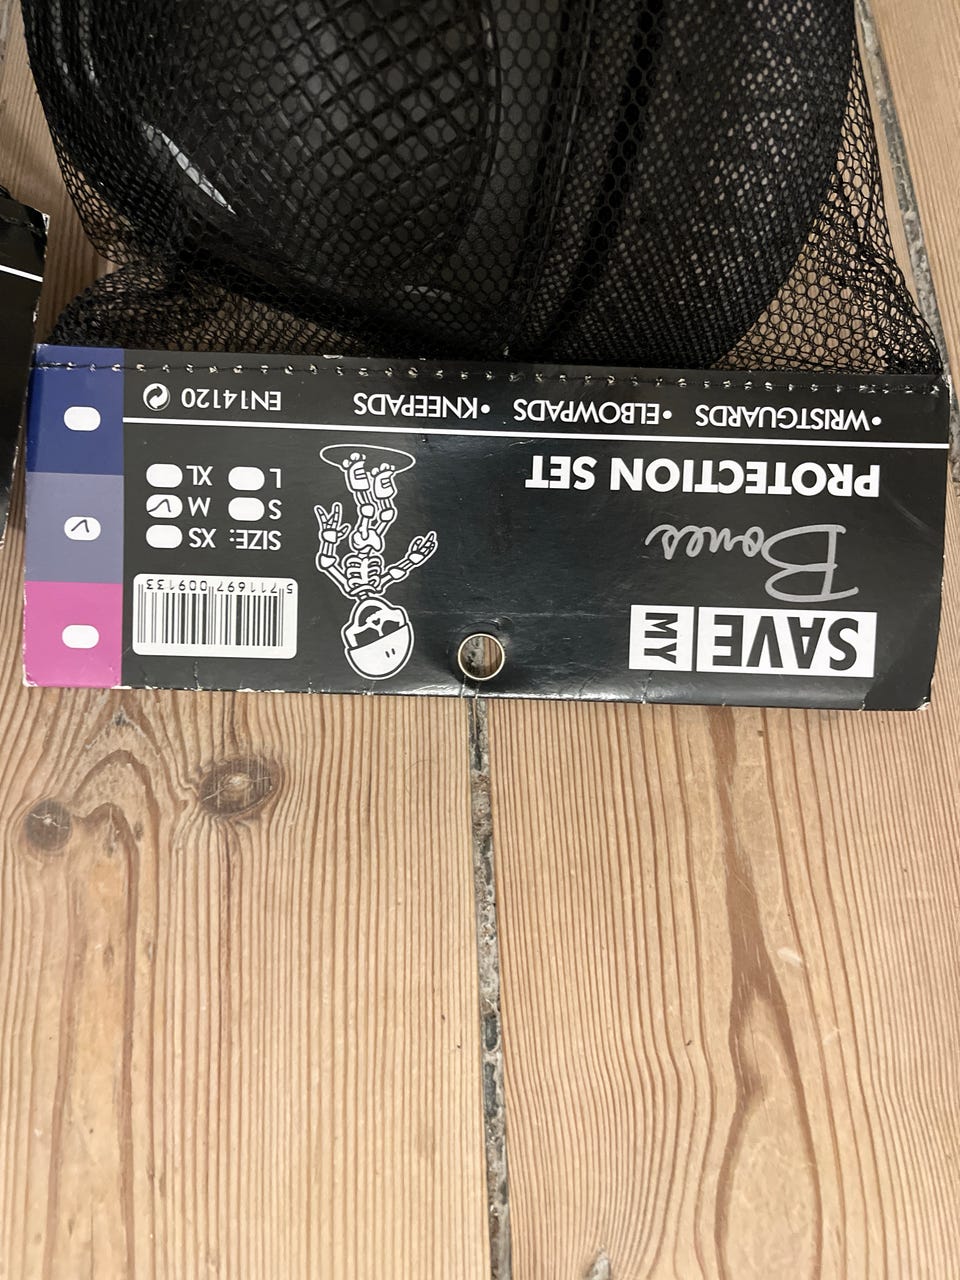 SAVE MY
Bones
PROTECTION SET
•WRISTGUARDS •ELBOWPADS •KNEEPADS
5 711697 009133
SIZE: XS
S M
L XL
EN14120